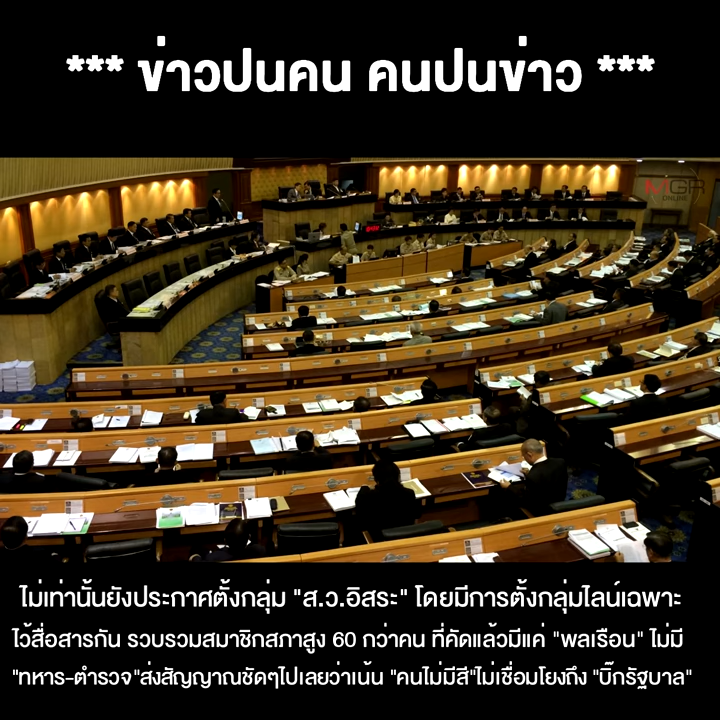 *** ข่าวปนคน คนปนข่าว ***
MGR
ONLINE
ไม่เท่านั้นยังประกาศตั้งกลุ่ม "ส.ว.อิสระ" โดยมีการตั้งกลุ่มไลน์เฉพาะ
ไว้สื่อสารกัน รวบรวมสมาชิกสภาสูง 60 กว่าคน ที่คัดแล้วมีแค่ "พลเรือน" ไม่มี
"ทหาร-ตำรวจ"ส่งสัญญาณชัดๆไปเลยว่าเน้น "คนไม่มีสี"ไม่เชื่อมโยงถึง "บิ๊กรัฐบาล"